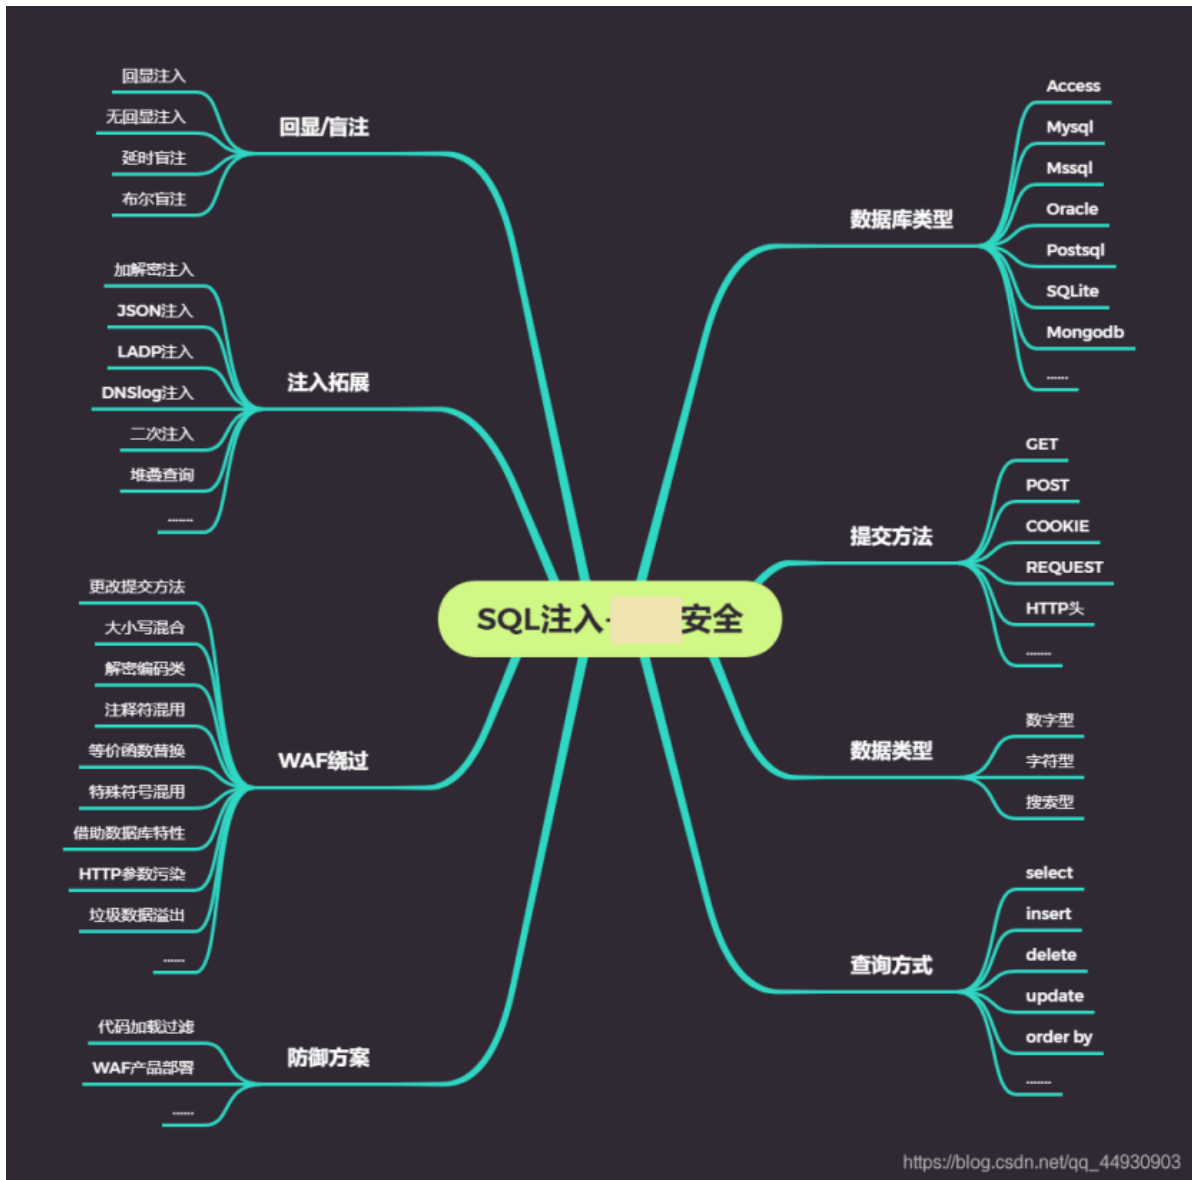 SQL注入- 安全
回显/盲注
回显注入
无回显注入
延时盲注
布尔盲注
注入拓展
加解密注入
JSON注入
LADP注入
DNSlog注入
二次注入
堆叠查询
......
WAF绕过
更改提交方法
大小写混合
解密编码类
注释符混用
等价函数替换
特殊符号混用
借助数据库特性
HTTP参数污染
垃圾数据溢出
......
防御方案
代码加载过滤
WAF产品部署
......
数据库类型
Access
Mysql
Mssql
Oracle
Postsql
SQLite
Mongodb
......
提交方法
GET
POST
COOKIE
REQUEST
HTTP头
.......
数据类型
数字型
字符型
搜索型
查询方式
select
insert
delete
update
order by
.......
https://blog.csdn.net/qq_44930903